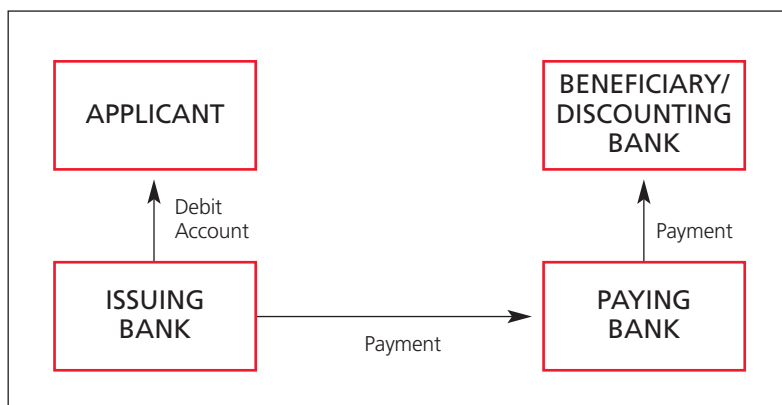 APPLICANT
BENEFICIARY/
DISCOUNTING
BANK
Debit
Account
Payment
ISSUING
BANK
PAYING
BANK
Payment